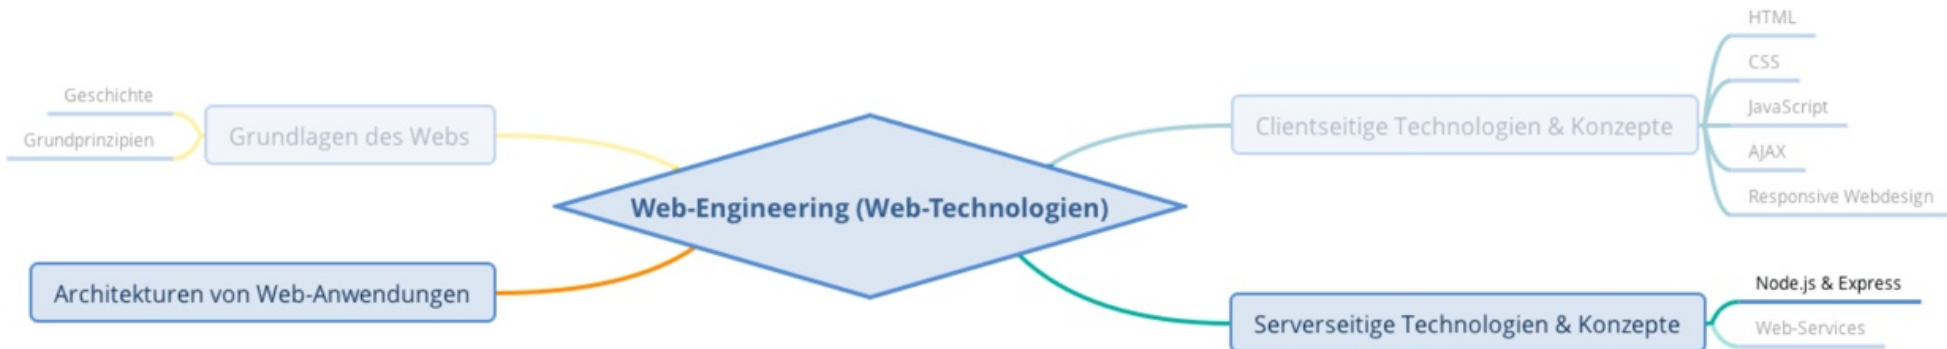 Geschichte
Grundprinzipien
Grundlagen des Webs
Architekturen von Web-Anwendungen
Web-Engineering (Web-Technologien)
Clientseitige Technologien & Konzepte
HTML
CSS
JavaScript
AJAX
Responsive Webdesign
Serverseitige Technologien & Konzepte
Node.js & Express
Web-Services